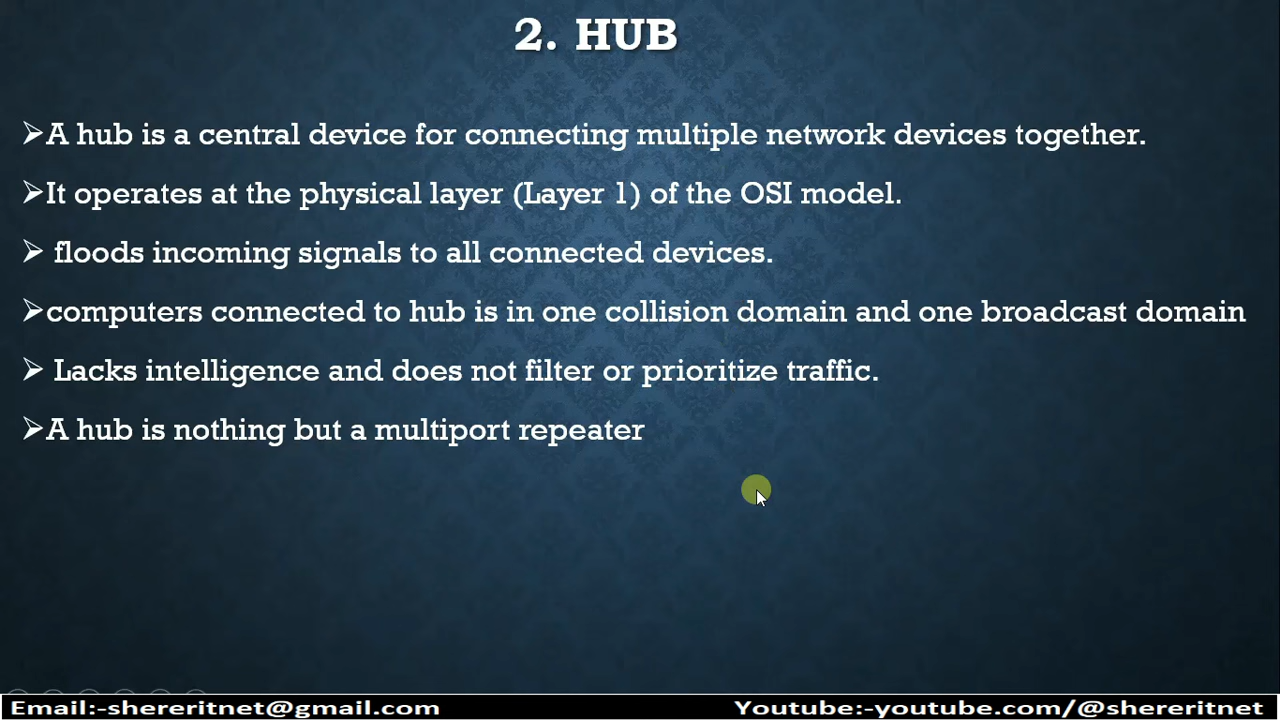 2. HUB
➢A hub is a central device for connecting multiple network devices together.
➢It operates at the physical layer (Layer 1) of the OSI model.
➢ floods incoming signals to all connected devices.
➢computers connected to hub is in one collision domain and one broadcast domain
➢ Lacks intelligence and does not filter or prioritize traffic.
➢A hub is nothing but a multiport repeater
Email:-shereritnet@gmail.com
Youtube:-youtube.com/@shereritnet